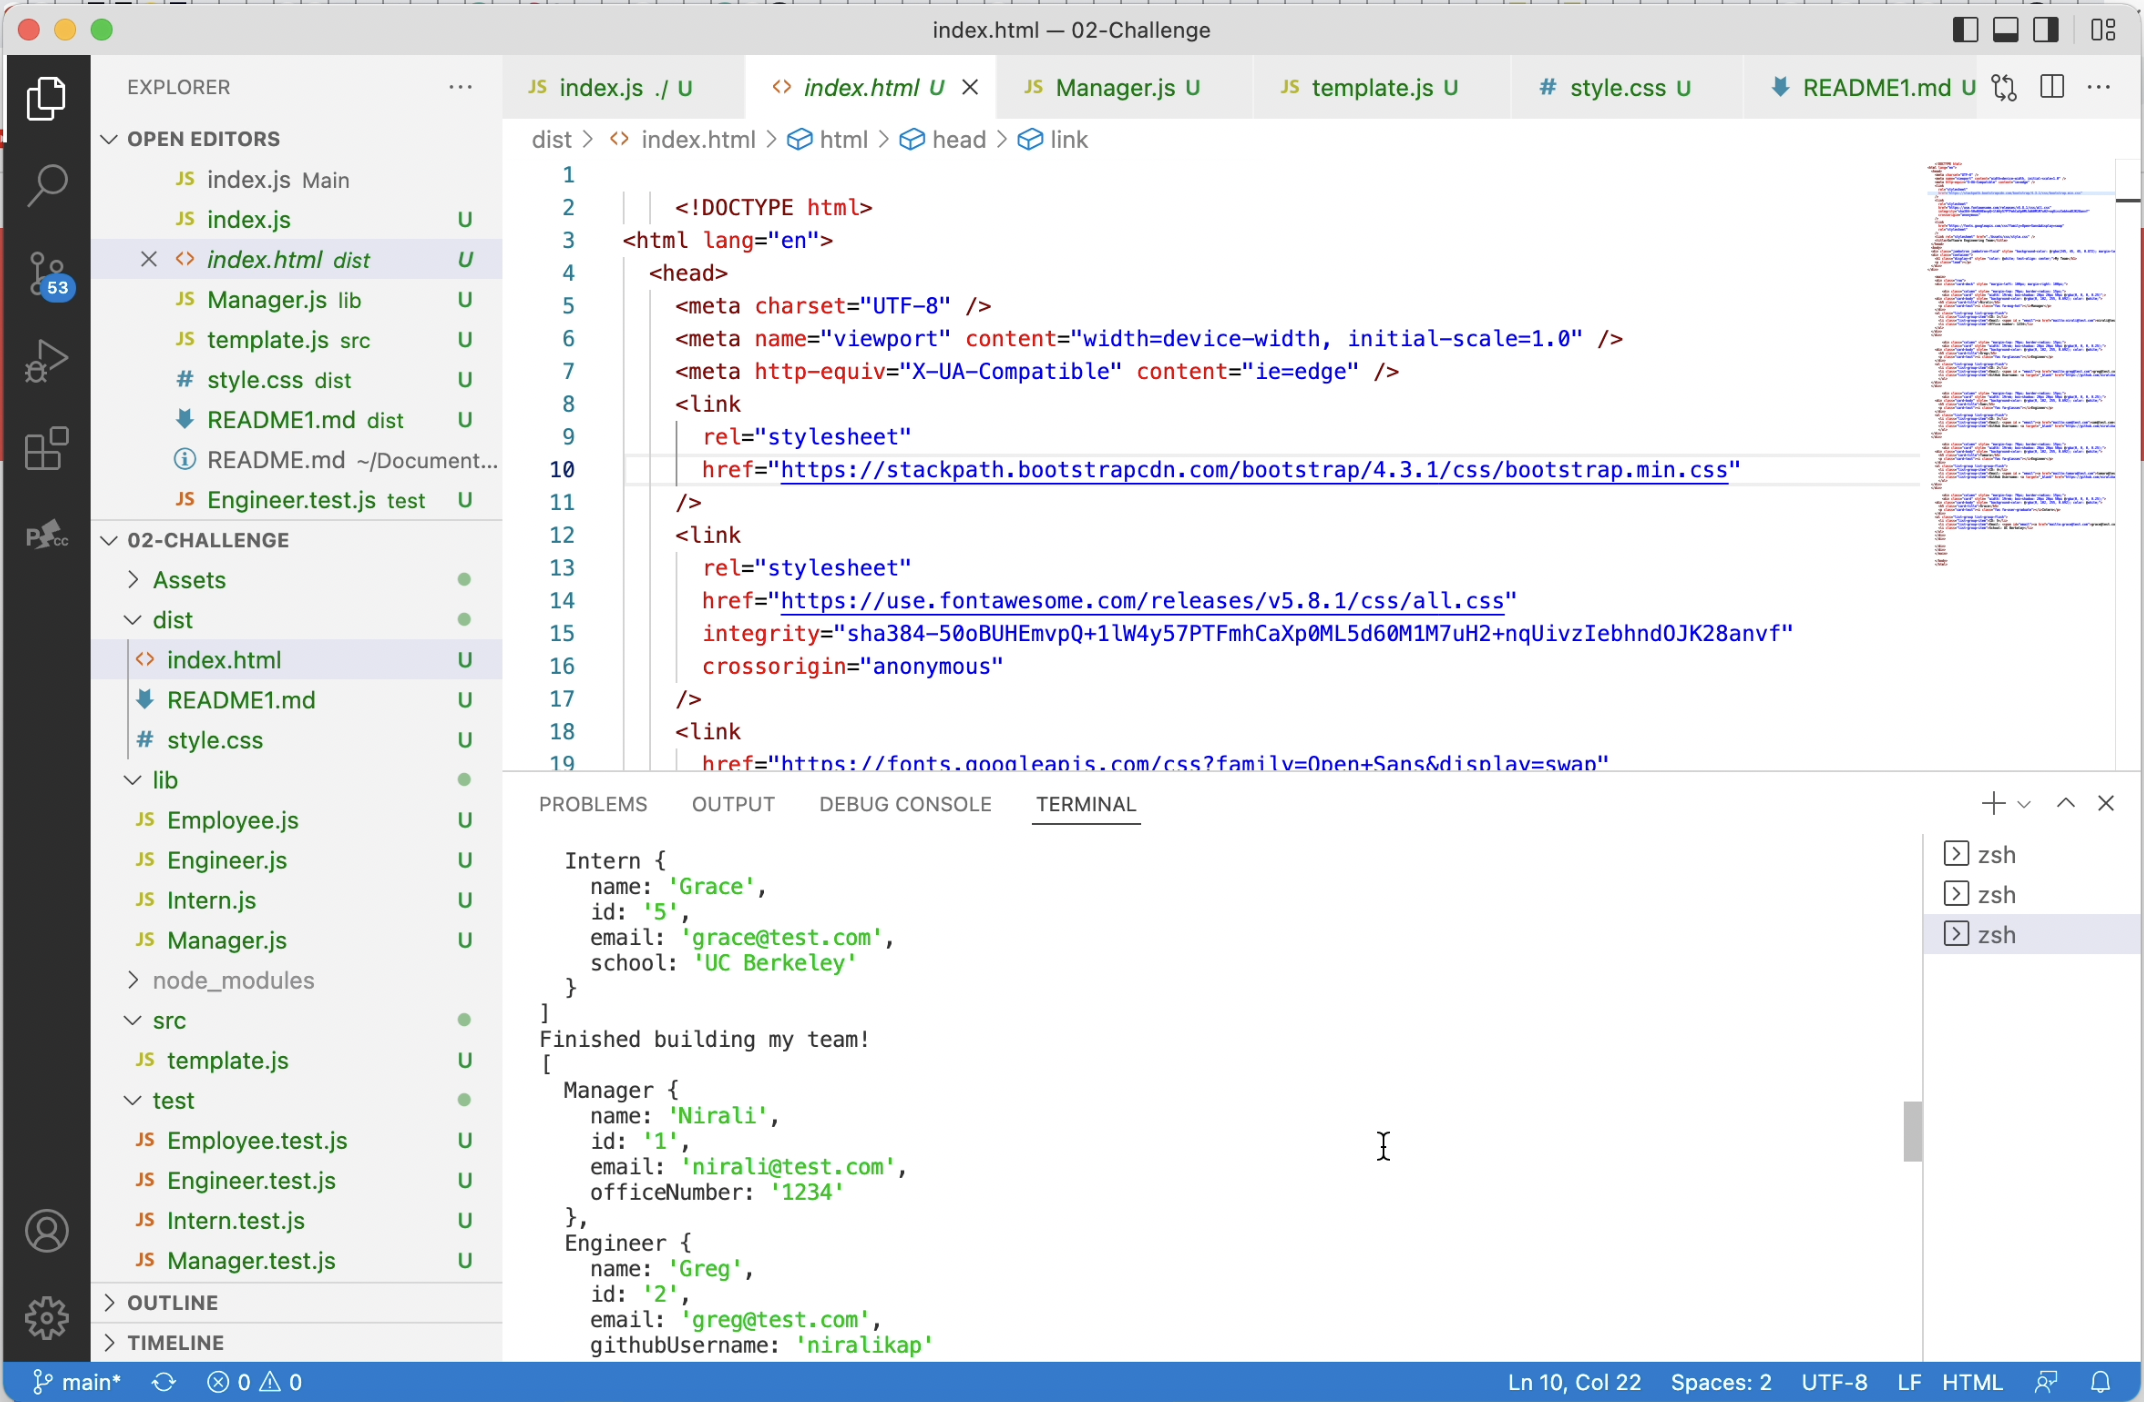 index.html — 02-Challenge
EXPLORER
OPEN EDITORS
JS index.js Main
JS index.js U
index.html dist U
JS Manager.js lib U
JS template.js src U
# style.css dist U
README1.md dist U
README.md ~/Document...
JS Engineer.test.js test U
53
02-CHALLENGE
Assets
dist
index.html U
README1.md U
# style.css U
lib
JS Employee.js U
JS Engineer.js U
JS Intern.js U
JS Manager.js U
node_modules
src
JS template.js U
test
JS Employee.test.js U
JS Engineer.test.js U
JS Intern.test.js U
JS Manager.test.js U
OUTLINE
TIMELINE
JS index.js ./ U
<> index.html U
JS Manager.js U
JS template.js U
# style.css U
README1.md U
dist > <> index.html > html > head > link
1
2 <!DOCTYPE html>
3 <html lang="en">
4 <head>
5 <meta charset="UTF-8" />
6 <meta name="viewport" content="width=device-width, initial-scale=1.0" />
7 <meta http-equiv="X-UA-Compatible" content="ie=edge" />
8 <link
9 rel="stylesheet"
10 href="https://stackpath.bootstrapcdn.com/bootstrap/4.3.1/css/bootstrap.min.css"
11 />
12 <link
13 rel="stylesheet"
14 href="https://use.fontawesome.com/releases/v5.8.1/css/all.css"
15 integrity="sha384-50oBUHEmvpQ+1lW4y57PTFmhCaXp0ML5d60M1M7uH2+nqUivzIebhndOJK28anvf"
16 crossorigin="anonymous"
17 />
18 <link
19 href="https://fonts.googleapis.com/css?family=Open+Sans&display=swap"
PROBLEMS OUTPUT DEBUG CONSOLE TERMINAL
Intern {
name: 'Grace',
id: '5',
email: 'grace@test.com',
school: 'UC Berkeley'
}
]
Finished building my team!
[
Manager {
name: 'Nirali',
id: '1',
email: 'nirali@test.com',
officeNumber: '1234'
},
Engineer {
name: 'Greg',
id: '2',
email: 'greg@test.com',
githubUsername: 'niralikap'
zsh
zsh
zsh
main* 0 0
Ln 10, Col 22 Spaces: 2 UTF-8 LF HTML